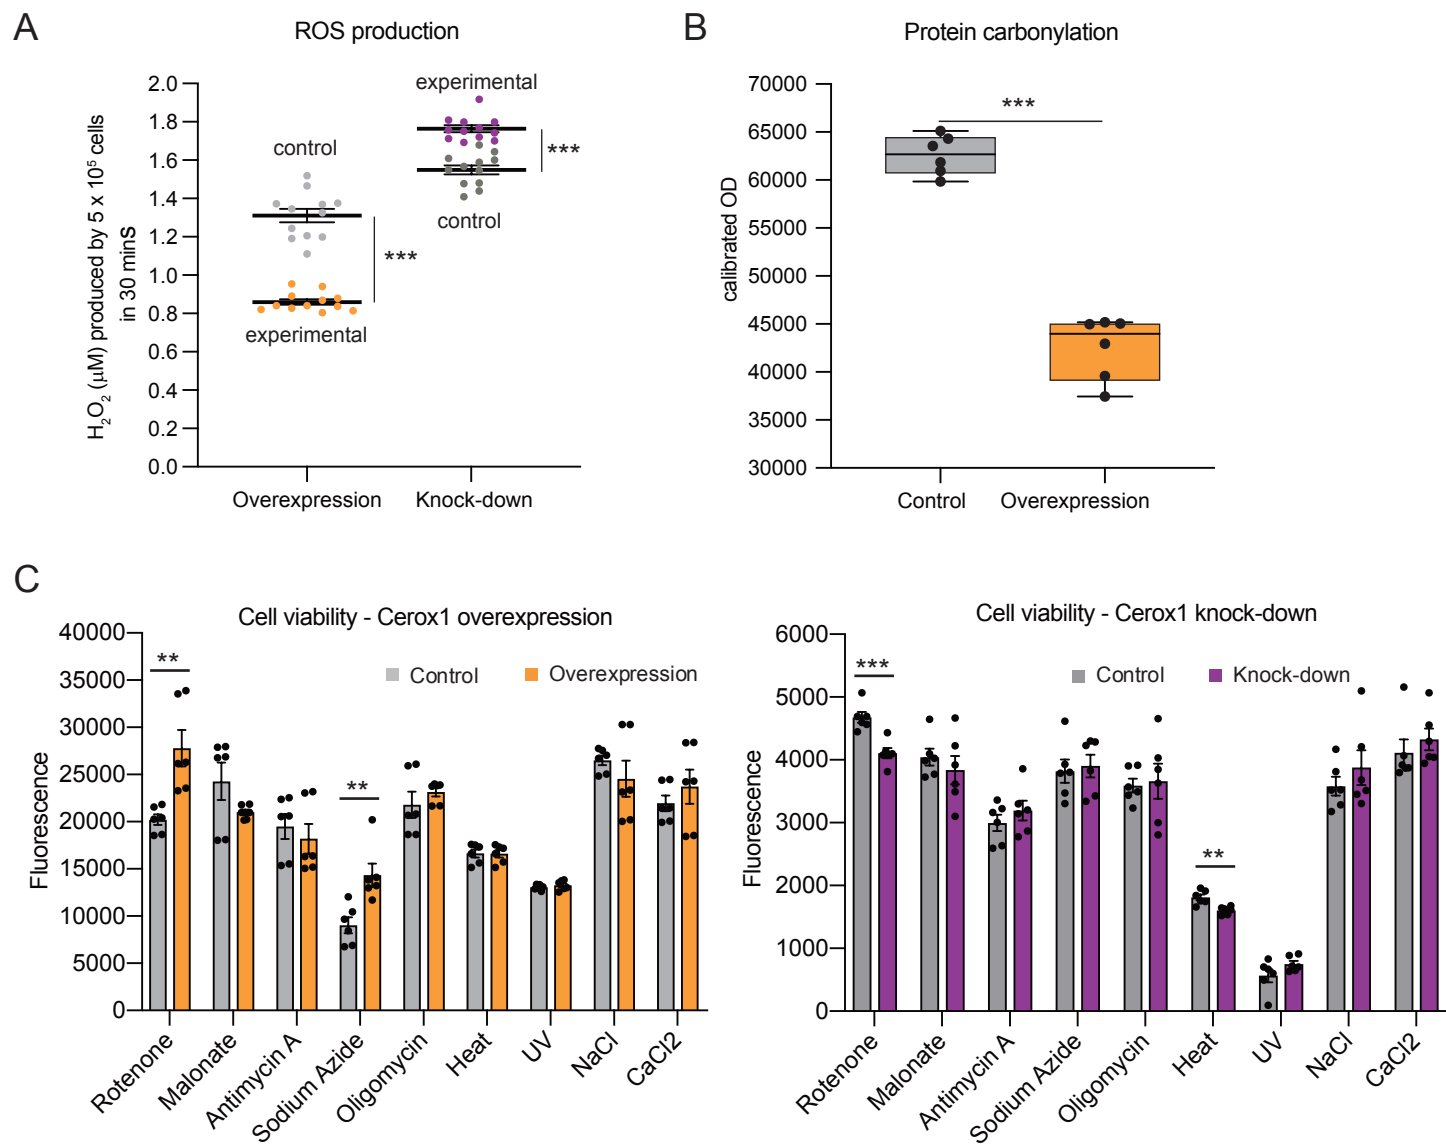 A
ROS production
H₂O₂ (μM) produced by 5 x 10⁵ cells
in 30 mins
2.0
1.8
1.6
1.4
1.2
1.0
0.8
0.6
0.4
0.2
0.0
control
experimental
***
experimental
control
***
Overexpression
Knock-down
B
Protein carbonylation
calibrated OD
70000
65000
60000
55000
50000
45000
40000
35000
30000
***
Control
Overexpression
C
Cell viability - Cerox1 overexpression
Fluorescence
40000
35000
30000
25000
20000
15000
10000
5000
0
Control
Overexpression
**
**
Rotenone
Malonate
Antimycin A
Sodium Azide
Oligomycin
Heat
UV
NaCl
CaCl2
Cell viability - Cerox1 knock-down
Fluorescence
6000
5000
4000
3000
2000
1000
0
Control
Knock-down
***
**
Rotenone
Malonate
Antimycin A
Sodium Azide
Oligomycin
Heat
UV
NaCl
CaCl2